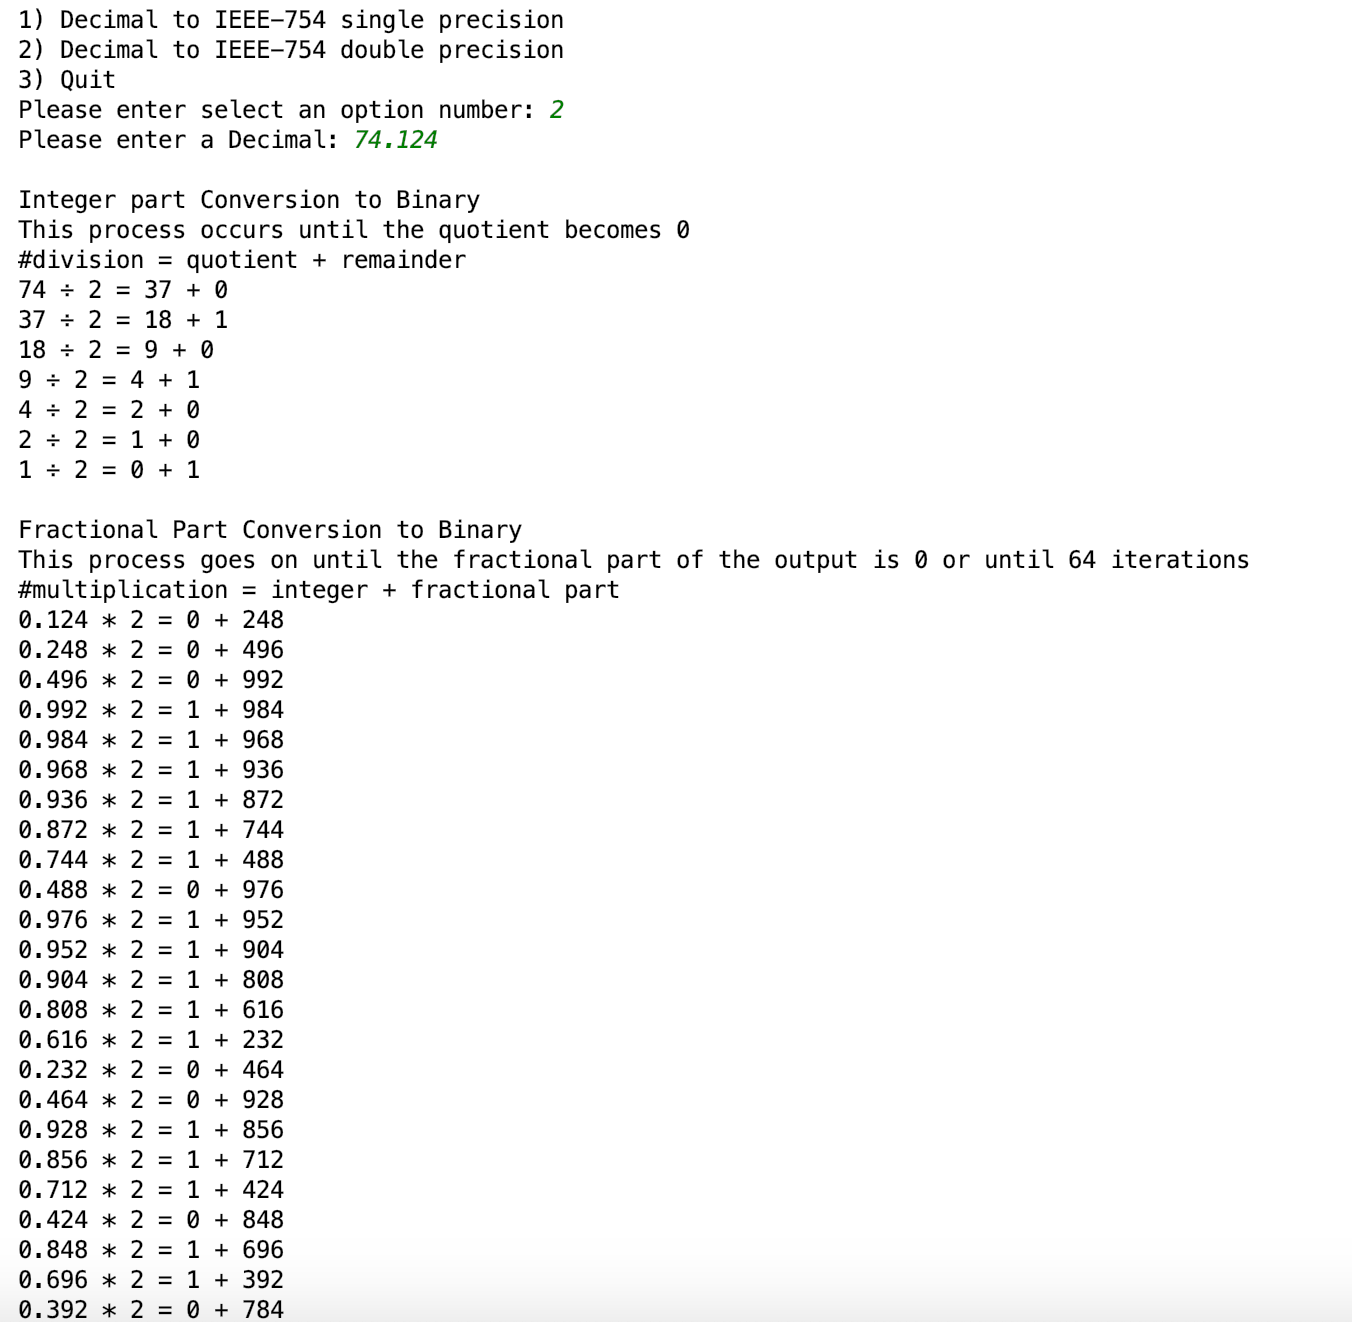 1) Decimal to IEEE-754 single precision
2) Decimal to IEEE-754 double precision
3) Quit
Please enter select an option number: 2
Please enter a Decimal: 74.124
Integer part Conversion to Binary
This process occurs until the quotient becomes 0
#division = quotient + remainder
74 ÷ 2 = 37 + 0
37 ÷ 2 = 18 + 1
18 ÷ 2 = 9 + 0
9 ÷ 2 = 4 + 1
4 ÷ 2 = 2 + 0
2 ÷ 2 = 1 + 0
1 ÷ 2 = 0 + 1
Fractional Part Conversion to Binary
This process goes on until the fractional part of the output is 0 or until 64 iterations
#multiplication = integer + fractional part
0.124 * 2 = 0 + 248
0.248 * 2 = 0 + 496
0.496 * 2 = 0 + 992
0.992 * 2 = 1 + 984
0.984 * 2 = 1 + 968
0.968 * 2 = 1 + 936
0.936 * 2 = 1 + 872
0.872 * 2 = 1 + 744
0.744 * 2 = 1 + 488
0.488 * 2 = 0 + 976
0.976 * 2 = 1 + 952
0.952 * 2 = 1 + 904
0.904 * 2 = 1 + 808
0.808 * 2 = 1 + 616
0.616 * 2 = 1 + 232
0.232 * 2 = 0 + 464
0.464 * 2 = 0 + 928
0.928 * 2 = 1 + 856
0.856 * 2 = 1 + 712
0.712 * 2 = 1 + 424
0.424 * 2 = 0 + 848
0.848 * 2 = 1 + 696
0.696 * 2 = 1 + 392
0.392 * 2 = 0 + 784